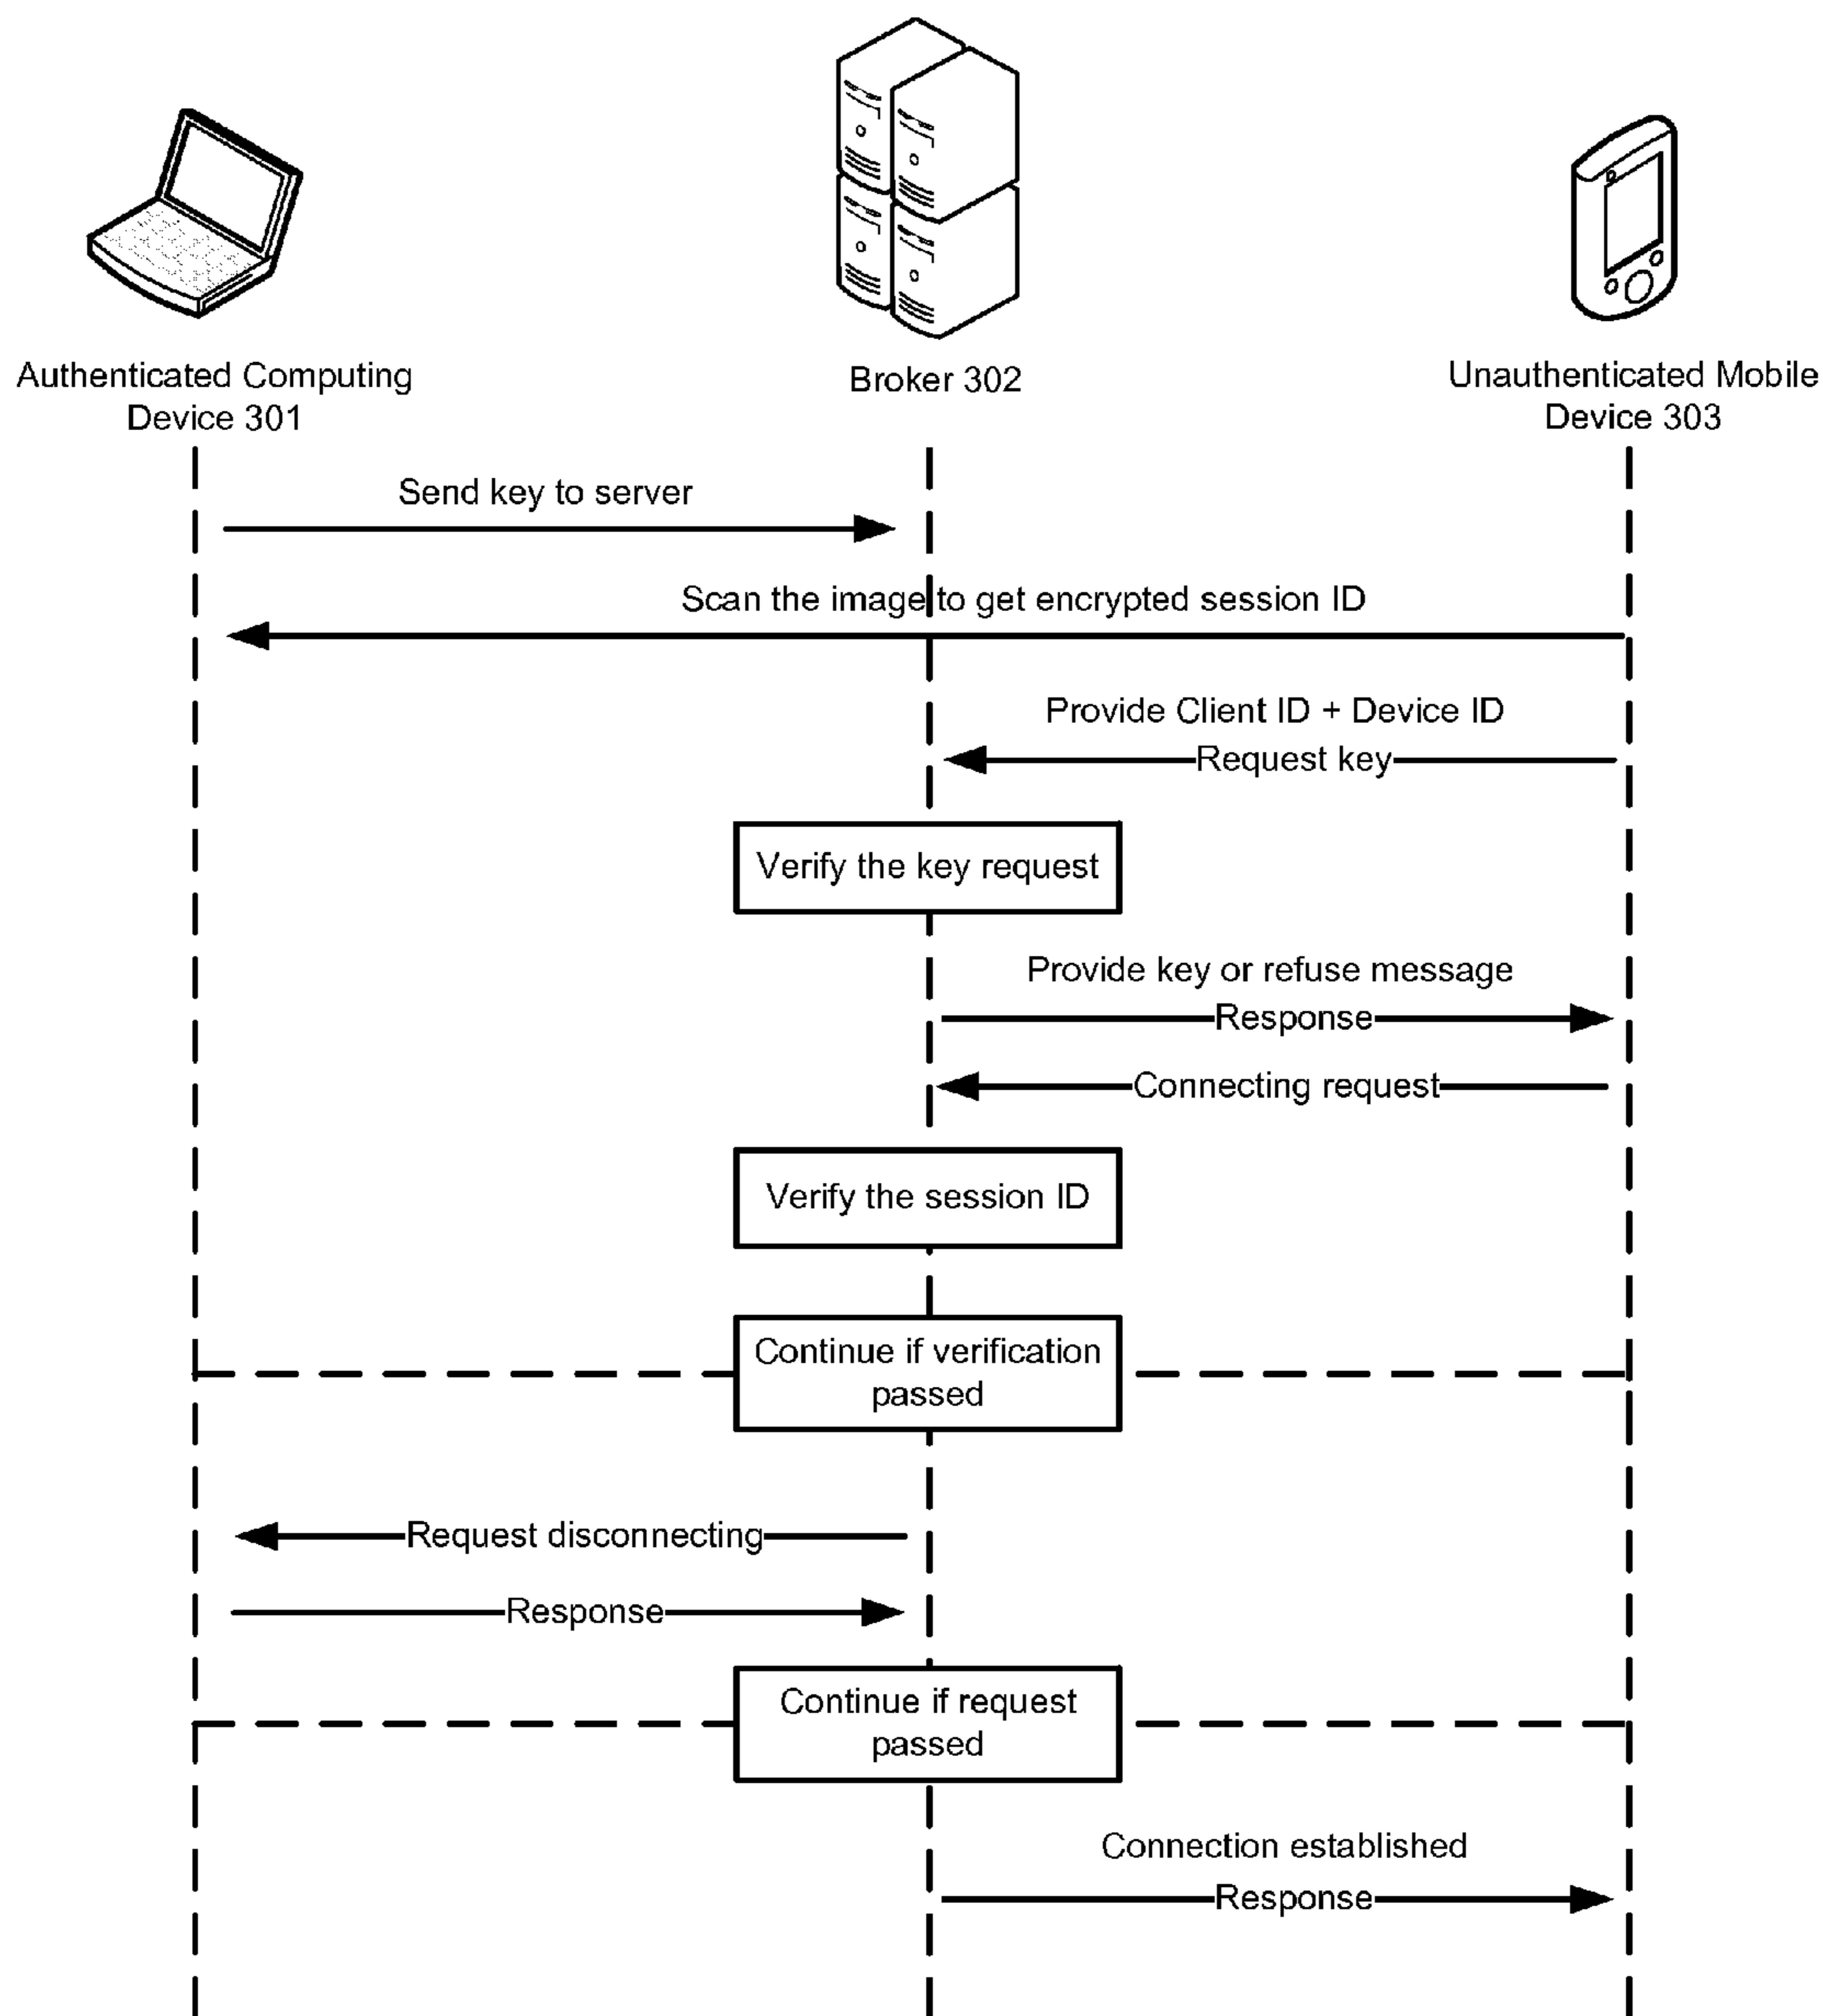 Authenticated Computing
Device 301
Broker 302
Unauthenticated Mobile
Device 303
Send key to server
Scan the image to get encrypted session ID
Provide Client ID + Device ID
Request key
Verify the key request
Provide key or refuse message
Response
Connecting request
Verify the session ID
Continue if verification
passed
Request disconnecting
Response
Continue if request
passed
Connection established
Response